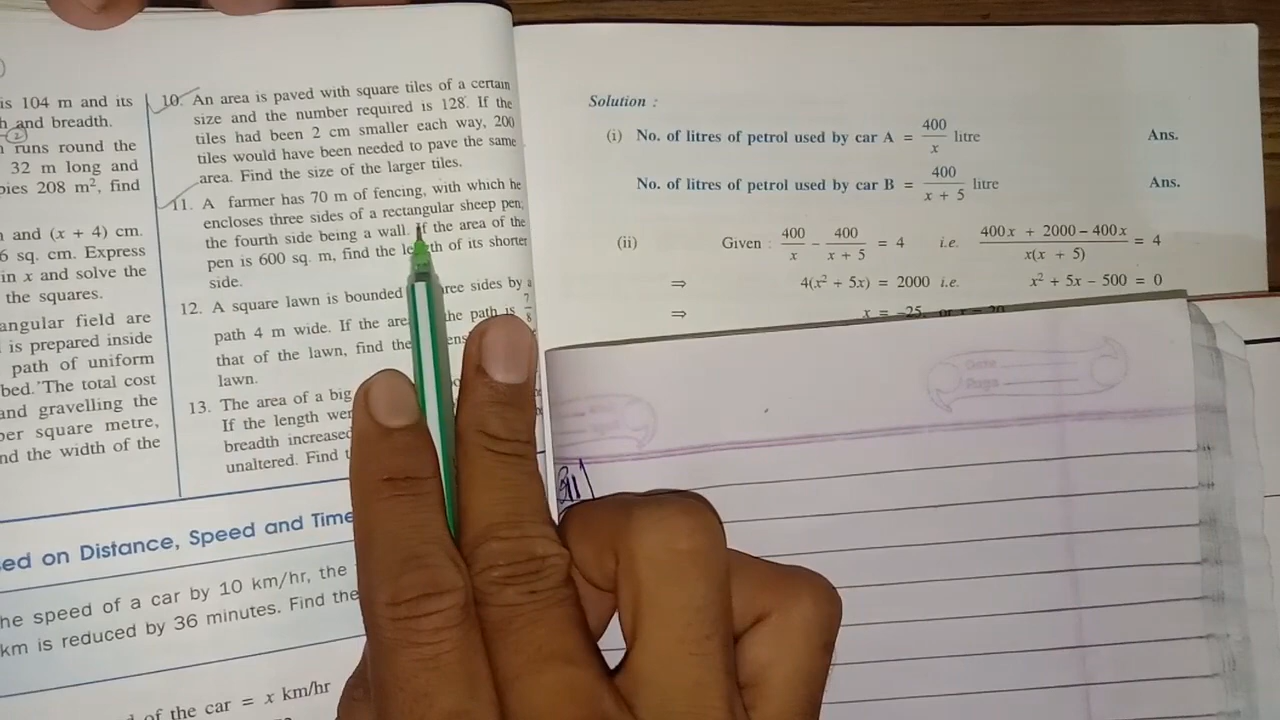 is 104 m and its
and breadth.
runs round the
32 m long and
208 m², find
and (x + 4) cm.
6 sq. cm. Express
in x and solve the
the squares.
angular field are
is prepared inside
path of uniform
bed. The total cost
and gravelling the
per square metre,
nd the width of the
10. An area is paved with square tiles of a certain
size and the number required is 128. If the
tiles had been 2 cm smaller each way, 200
tiles would have been needed to pave the same
area. Find the size of the larger tiles.
11. A farmer has 70 m of fencing, with which he
encloses three sides of a rectangular sheep pen,
the fourth side being a wall. If the area of the
pen is 600 sq. m, find the length of its shorter
side.
12. A square lawn is bounded three sides by a
path 4 m wide. If the area the path is 7/8
that of the lawn, find the
lawn.
13. The area of a big
If the length
breadth increased
unaltered. Find
ed on Distance, Speed and Time
he speed of a car by 10 km/hr, the
km is reduced by 36 minutes. Find the
of the car = x km/hr
Solution :
(i) No. of litres of petrol used by car A = 400/x litre Ans.
No. of litres of petrol used by car B = 400/(x + 5) litre Ans.
(ii) Given : 400/x − 400/(x + 5) = 4 i.e. (400x + 2000 − 400x)/(x(x + 5)) = 4
⇒ 4(x² + 5x) = 2000 i.e. x² + 5x − 500 = 0
⇒ x = −25, or x = 20
Date
Page